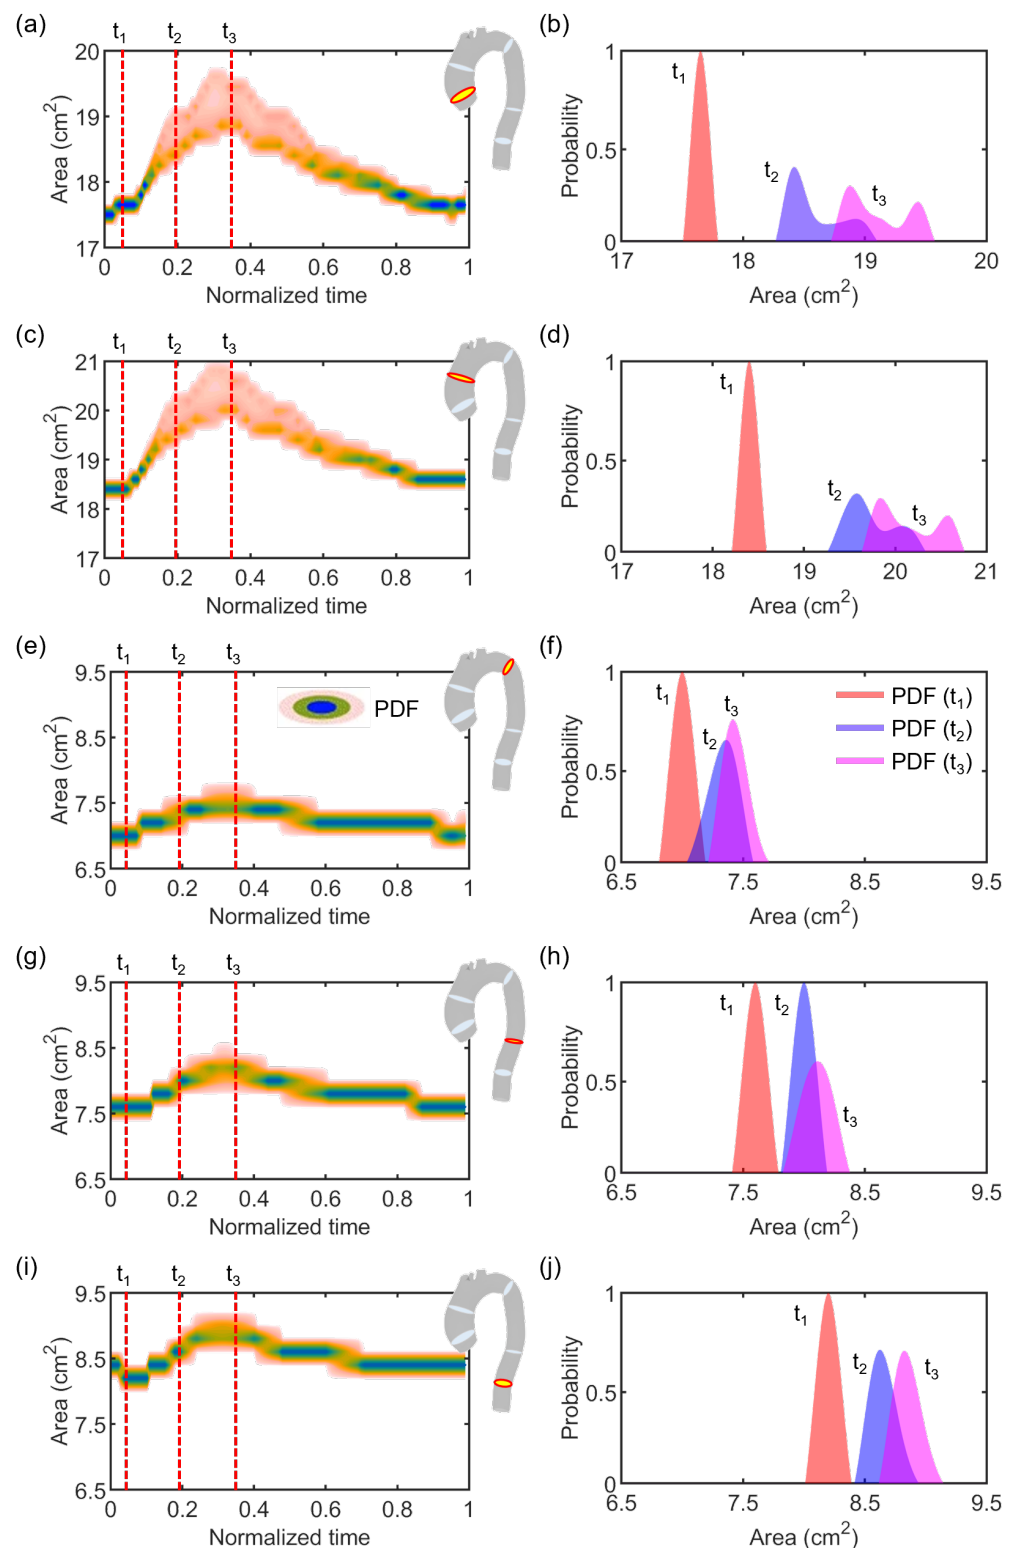 (a) t₁ t₂ t₃
20
19
18
17
Area (cm²)
0 0.2 0.4 0.6 0.8 1
Normalized time
(b)
1
0.5
0
Probability
t₁
t₂
t₃
17 18 19 20
Area (cm²)
(c) t₁ t₂ t₃
21
20
19
18
17
Area (cm²)
0 0.2 0.4 0.6 0.8 1
Normalized time
(d)
1
0.5
0
Probability
t₁
t₂
t₃
17 18 19 20 21
Area (cm²)
(e) t₁ t₂ t₃
9.5
8.5
7.5
6.5
Area (cm²)
PDF
0 0.2 0.4 0.6 0.8 1
Normalized time
(f)
1
0.5
0
Probability
t₁
t₂
t₃
PDF (t₁)
PDF (t₂)
PDF (t₃)
6.5 7.5 8.5 9.5
Area (cm²)
(g) t₁ t₂ t₃
9.5
8.5
7.5
6.5
Area (cm²)
0 0.2 0.4 0.6 0.8 1
Normalized time
(h)
1
0.5
0
Probability
t₁
t₂
t₃
6.5 7.5 8.5 9.5
Area (cm²)
(i) t₁ t₂ t₃
9.5
8.5
7.5
6.5
Area (cm²)
0 0.2 0.4 0.6 0.8 1
Normalized time
(j)
1
0.5
0
Probability
t₁
t₂
t₃
6.5 7.5 8.5 9.5
Area (cm²)